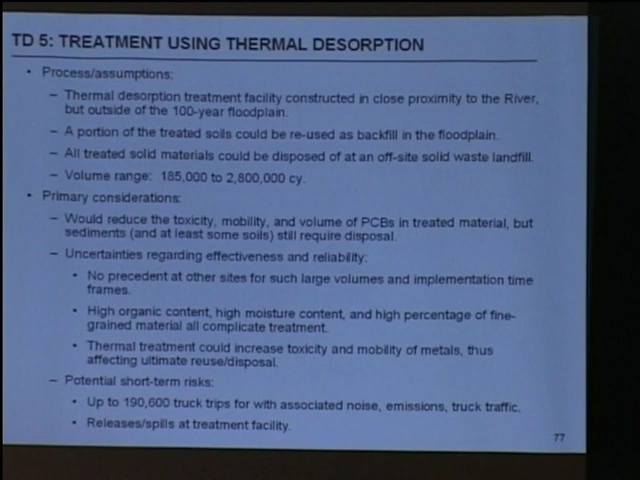 TD 5: TREATMENT USING THERMAL DESORPTION
• Process/assumptions:
– Thermal desorption treatment facility constructed in close proximity to the River,
but outside of the 100-year floodplain.
– A portion of the treated soils could be re-used as backfill in the floodplain.
– All treated solid materials could be disposed of at an off-site solid waste landfill.
– Volume range: 185,000 to 2,800,000 cy.
• Primary considerations:
– Would reduce the toxicity, mobility, and volume of PCBs in treated material, but
sediments (and at least some soils) still require disposal.
– Uncertainties regarding effectiveness and reliability:
• No precedent at other sites for such large volumes and implementation time
frames.
• High organic content, high moisture content, and high percentage of fine-
grained material all complicate treatment.
• Thermal treatment could increase toxicity and mobility of metals, thus
affecting ultimate reuse/disposal.
– Potential short-term risks:
• Up to 190,600 truck trips for with associated noise, emissions, truck traffic.
• Releases/spills at treatment facility.
77